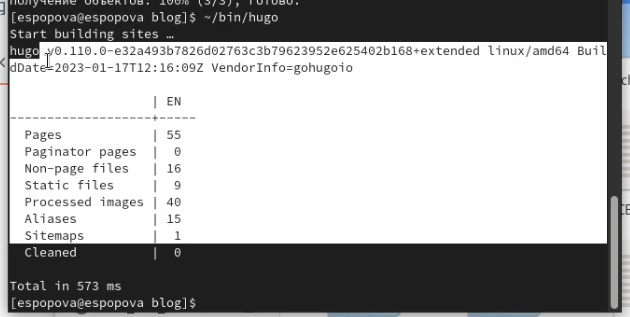 получение объектов: 100% (3/3), готово.
[espopova@espopova blog]$ ~/bin/hugo
Start building sites …
hugo v0.110.0-e32a493b7826d02763c3b79623952e625402b168+extended linux/amd64 Buil
dDate=2023-01-17T12:16:09Z VendorInfo=gohugoio
| EN
-------------------+-----
Pages | 55
Paginator pages | 0
Non-page files | 16
Static files | 9
Processed images | 40
Aliases | 15
Sitemaps | 1
Cleaned | 0
Total in 573 ms
[espopova@espopova blog]$